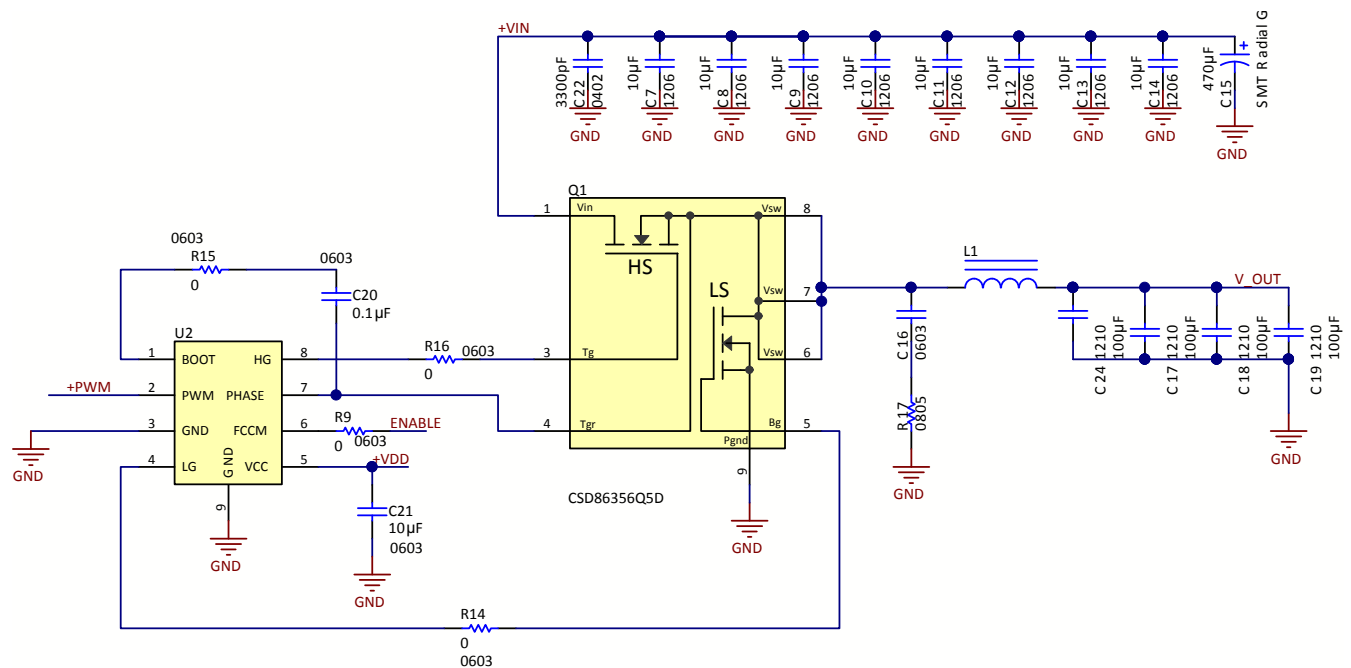 +VIN
3300pF
C22
0402
GND
10µF
C7
1206
GND
10µF
C8
1206
GND
10µF
C9
1206
GND
10µF
C10
1206
GND
10µF
C11
1206
GND
10µF
C12
1206
GND
10µF
C13
1206
GND
10µF
C14
1206
GND
470µF
C15
+
SMT Radial G
GND
Q1
1
Vin
Vsw
8
HS
LS
Vsw
7
Vsw
6
3
Tg
4
Tgr
Bg
5
Pgnd
9
GND
CSD86356Q5D
0603
R15
0
0603
C20
0.1µF
U2
1
BOOT
HG
8
R16
0603
0
+PWM
2
PWM
PHASE
7
3
GND
FCCM
6
R9
0
0603
ENABLE
GND
4
LG
VCC
5
+VDD
GND
9
GND
C21
10µF
0603
GND
R14
0
0603
C16
0603
R17
0805
GND
L1
V_OUT
C24
1210
100µF
C17
1210
100µF
C18
1210
100µF
C19
1210
100µF
GND